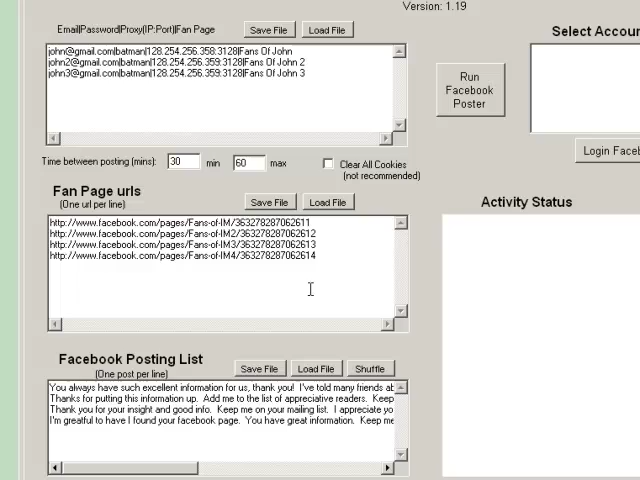 Version: 1.19
Email|Password|Proxy(IP:Port)|Fan Page
Save File
Load File
Select Accoun
john@gmail.com|batman|128.254.256.358:3128|Fans Of John
john2@gmail.com|batman|128.254.256.359:3128|Fans Of John 2
john3@gmail.com|batman|128.254.256.359:3128|Fans Of John 3
Run
Facebook
Poster
Login Faceb
Time between posting (mins):
30
min
60
max
Clear All Cookies
(not recommended)
Fan Page urls
(One url per line)
Save File
Load File
Activity Status
http://www.facebook.com/pages/Fans-of-IM/363278287062611
http://www.facebook.com/pages/Fans-of-IM2/363278287062612
http://www.facebook.com/pages/Fans-of-IM3/363278287062613
http://www.facebook.com/pages/Fans-of-IM4/363278287062614
Facebook Posting List
(One post per line)
Save File
Load File
Shuffle
You always have such excellent information for us, thank you! I've told many friends ab
Thanks for putting this information up. Add me to the list of appreciative readers. Keep
Thank you for your insight and good info. Keep me on your mailing list. I appreciate yo
I'm greatful to have I found your facebook page. You have great information. Keep me